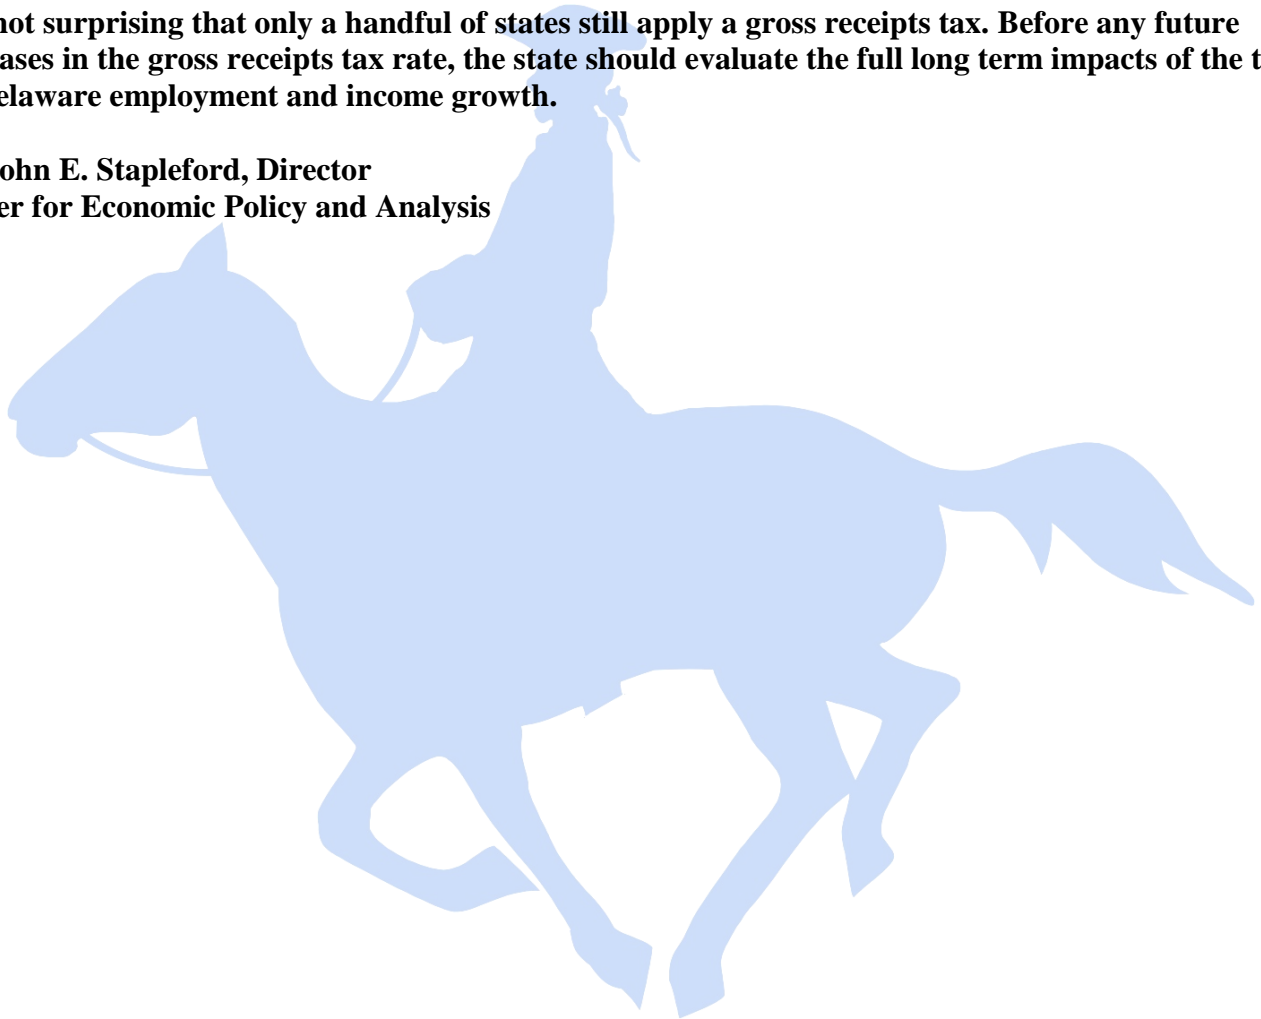 not surprising that only a handful of states still apply a gross receipts tax. Before any future
ases in the gross receipts tax rate, the state should evaluate the full long term impacts of the t
elaware employment and income growth.
ohn E. Stapleford, Director
er for Economic Policy and Analysis